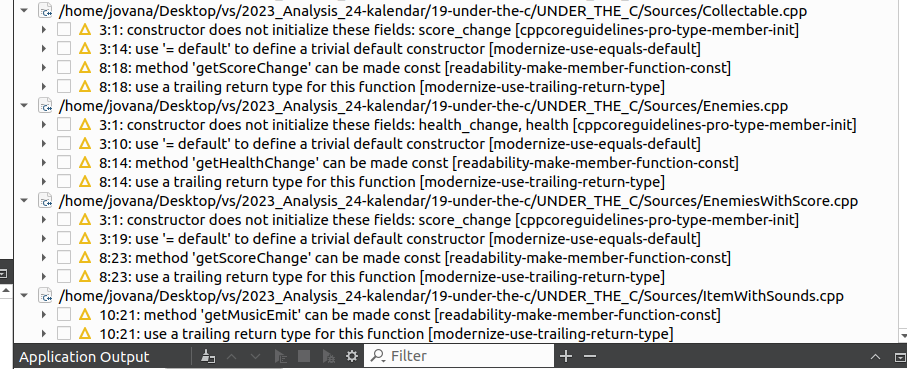 /home/jovana/Desktop/vs/2023_Analysis_24-kalendar/19-under-the-c/UNDER_THE_C/Sources/Collectable.cpp
3:1: constructor does not initialize these fields: score_change [cppcoreguidelines-pro-type-member-init]
3:14: use '= default' to define a trivial default constructor [modernize-use-equals-default]
8:18: method 'getScoreChange' can be made const [readability-make-member-function-const]
8:18: use a trailing return type for this function [modernize-use-trailing-return-type]
/home/jovana/Desktop/vs/2023_Analysis_24-kalendar/19-under-the-c/UNDER_THE_C/Sources/Enemies.cpp
3:1: constructor does not initialize these fields: health_change, health [cppcoreguidelines-pro-type-member-init]
3:10: use '= default' to define a trivial default constructor [modernize-use-equals-default]
8:14: method 'getHealthChange' can be made const [readability-make-member-function-const]
8:14: use a trailing return type for this function [modernize-use-trailing-return-type]
/home/jovana/Desktop/vs/2023_Analysis_24-kalendar/19-under-the-c/UNDER_THE_C/Sources/EnemiesWithScore.cpp
3:1: constructor does not initialize these fields: score_change [cppcoreguidelines-pro-type-member-init]
3:19: use '= default' to define a trivial default constructor [modernize-use-equals-default]
8:23: method 'getScoreChange' can be made const [readability-make-member-function-const]
8:23: use a trailing return type for this function [modernize-use-trailing-return-type]
/home/jovana/Desktop/vs/2023_Analysis_24-kalendar/19-under-the-c/UNDER_THE_C/Sources/ItemWithSounds.cpp
10:21: method 'getMusicEmit' can be made const [readability-make-member-function-const]
10:21: use a trailing return type for this function [modernize-use-trailing-return-type]
Application Output Filter